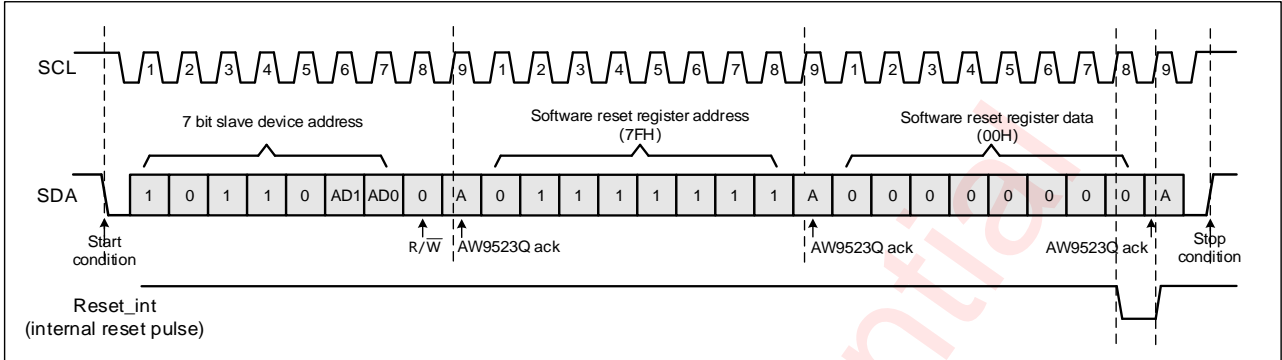 SCL
1 2 3 4 5 6 7 8 9 1 2 3 4 5 6 7 8 9 1 2 3 4 5 6 7 8 9
7 bit slave device address
Software reset register address
(7FH)
Software reset register data
(00H)
SDA
1 0 1 1 0 AD1 AD0 0 A 0 1 1 1 1 1 1 1 A 0 0 0 0 0 0 0 0 A
Start
condition
R/W̅
AW9523Q ack
AW9523Q ack
AW9523Q ack
Stop
condition
Reset_int
(internal reset pulse)